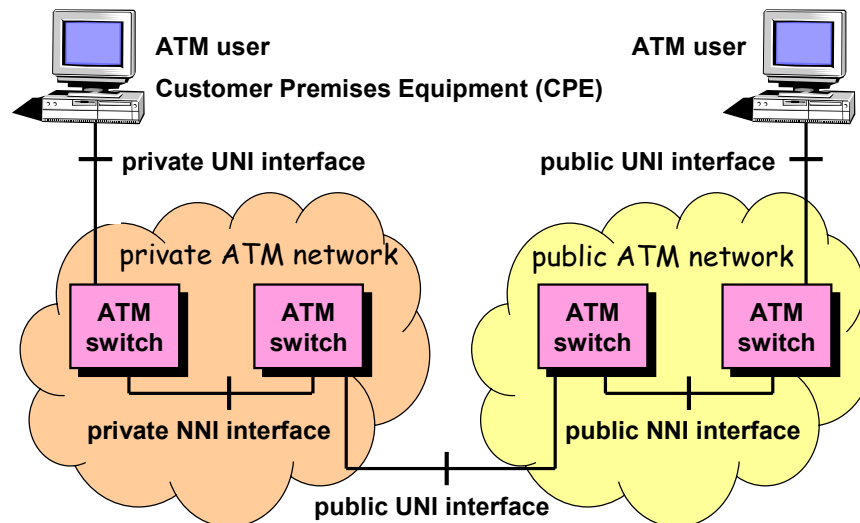 ATM user
Customer Premises Equipment (CPE)
ATM user
private UNI interface
public UNI interface
private ATM network
public ATM network
ATM
switch
ATM
switch
ATM
switch
ATM
switch
private NNI interface
public NNI interface
public UNI interface